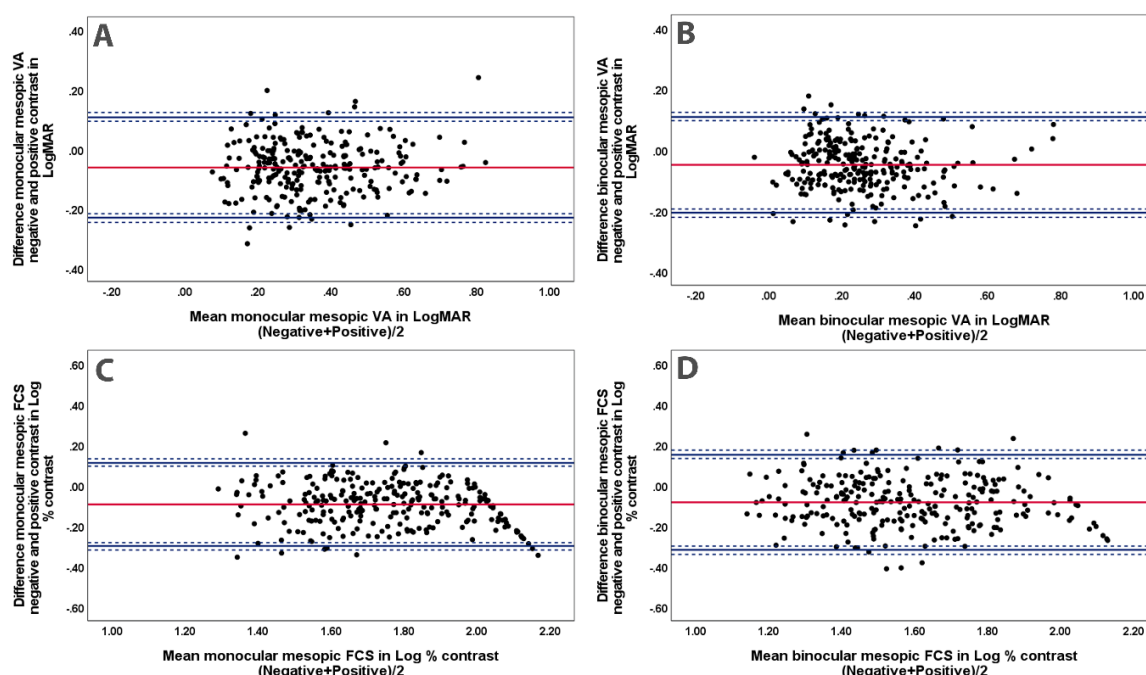 A
Difference monocular mesopic VA
negative and positive contrast in
LogMAR
.40
.20
.00
-.20
-.40
-.20 .00 .20 .40 .60 .80 1.00
Mean monocular mesopic VA in LogMAR
(Negative+Positive)/2
B
Difference binocular mesopic VA
negative and positive contrast in
LogMAR
.40
.20
.00
-.20
-.40
-.20 .00 .20 .40 .60 .80 1.00
Mean binocular mesopic VA in LogMAR
(Negative+Positive)/2
C
Difference monocular mesopic FCS
negative and positive contrast in Log
% contrast
.60
.40
.20
.00
-.20
-.40
-.60
1.00 1.20 1.40 1.60 1.80 2.00 2.20
Mean monocular mesopic FCS in Log % contrast
(Negative+Positive)/2
D
Difference binocular mesopic FCS
negative and positive contrast in Log
% contrast
.60
.40
.20
.00
-.20
-.40
-.60
1.00 1.20 1.40 1.60 1.80 2.00 2.20
Mean binocular mesopic FCS in Log % contrast
(Negative+Positive)/2